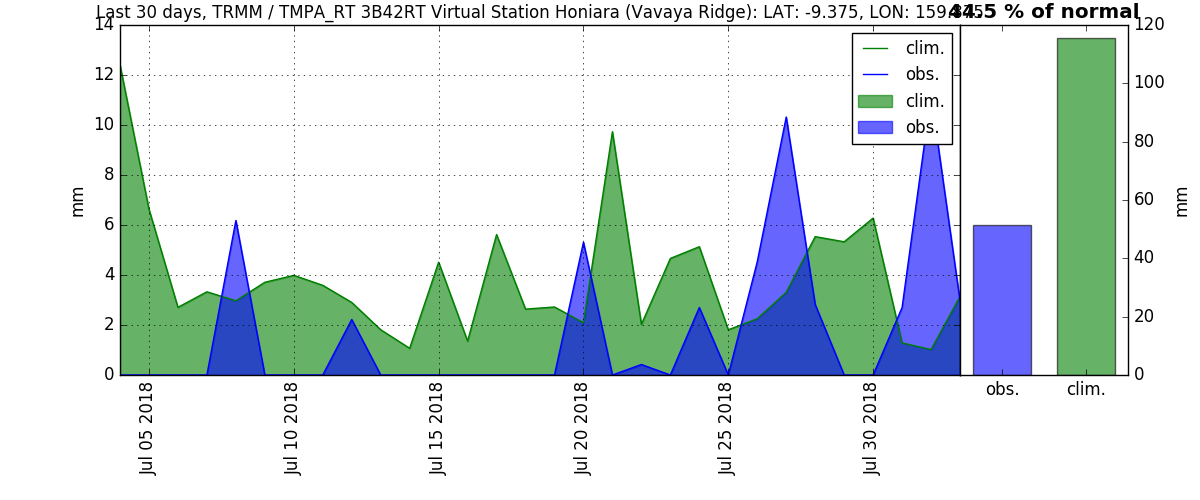 Last 30 days, TRMM / TMPA_RT 3B42RT Virtual Station Honiara (Vavaya Ridge): LAT: -9.375, LON:
44.5 % of normal
14
12
10
8
6
4
2
0
mm
clim.
obs.
clim.
obs.
120
100
80
60
40
20
0
mm
Jul 05 2018
Jul 10 2018
Jul 15 2018
Jul 20 2018
Jul 25 2018
Jul 30 2018
obs.
clim.